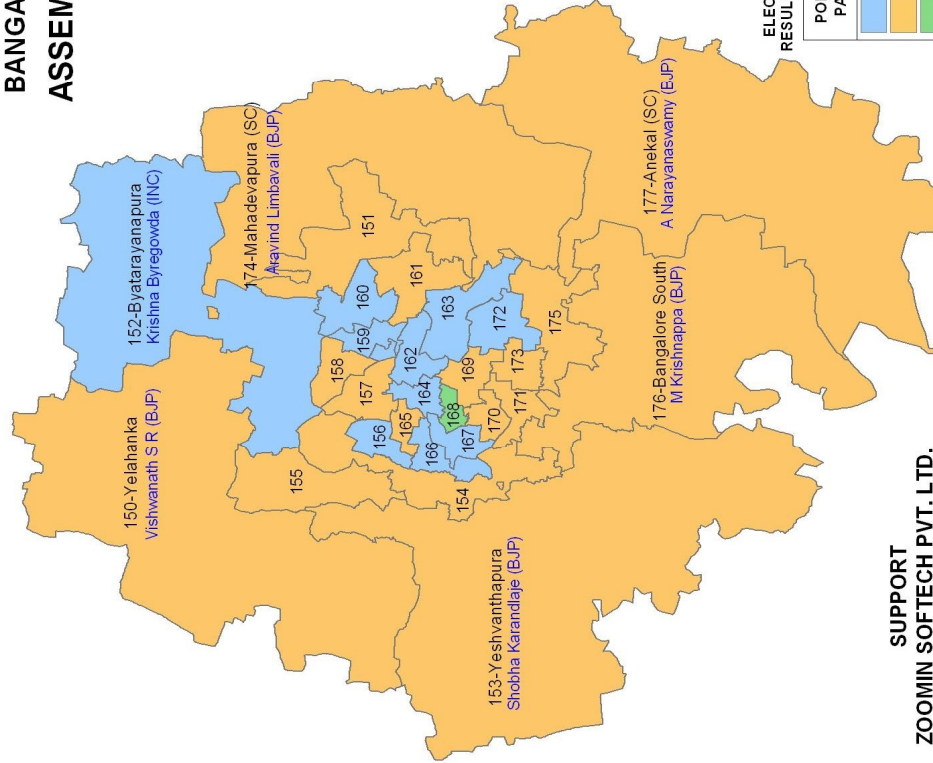 BANGA
ASSEM
150-Yelahanka
Vishwanath S R (BJP)
152-Byatarayanapura
Krishna Byregowda (INC)
174-Mahadevapura (SC)
Aravind Limbavali (BJP)
151
155
158
159
160
161
157
156
165
164
162
163
166
167
168
169
172
154
170
171
173
175
153-Yeshvanthapura
Shobha Karandlaje (BJP)
176-Bangalore South
M Krishnappa (BJP)
177-Anekal (SC)
A Narayanaswamy (BJP)
ELEC
RESUL
PO
PA
SUPPORT
ZOOMIN SOFTECH PVT. LTD.